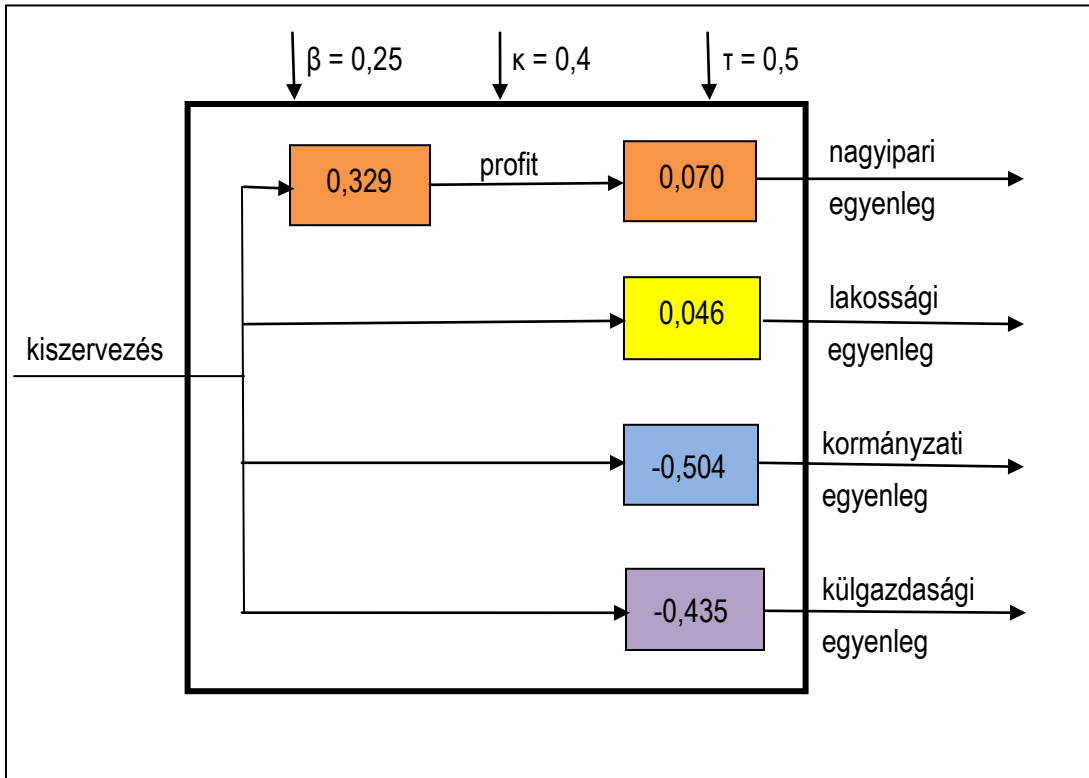 β = 0,25
κ = 0,4
τ = 0,5
0,329
profit
0,070
nagyipari
egyenleg
0,046
lakossági
egyenleg
kiszervezés
-0,504
kormányzati
egyenleg
-0,435
külgazdasági
egyenleg